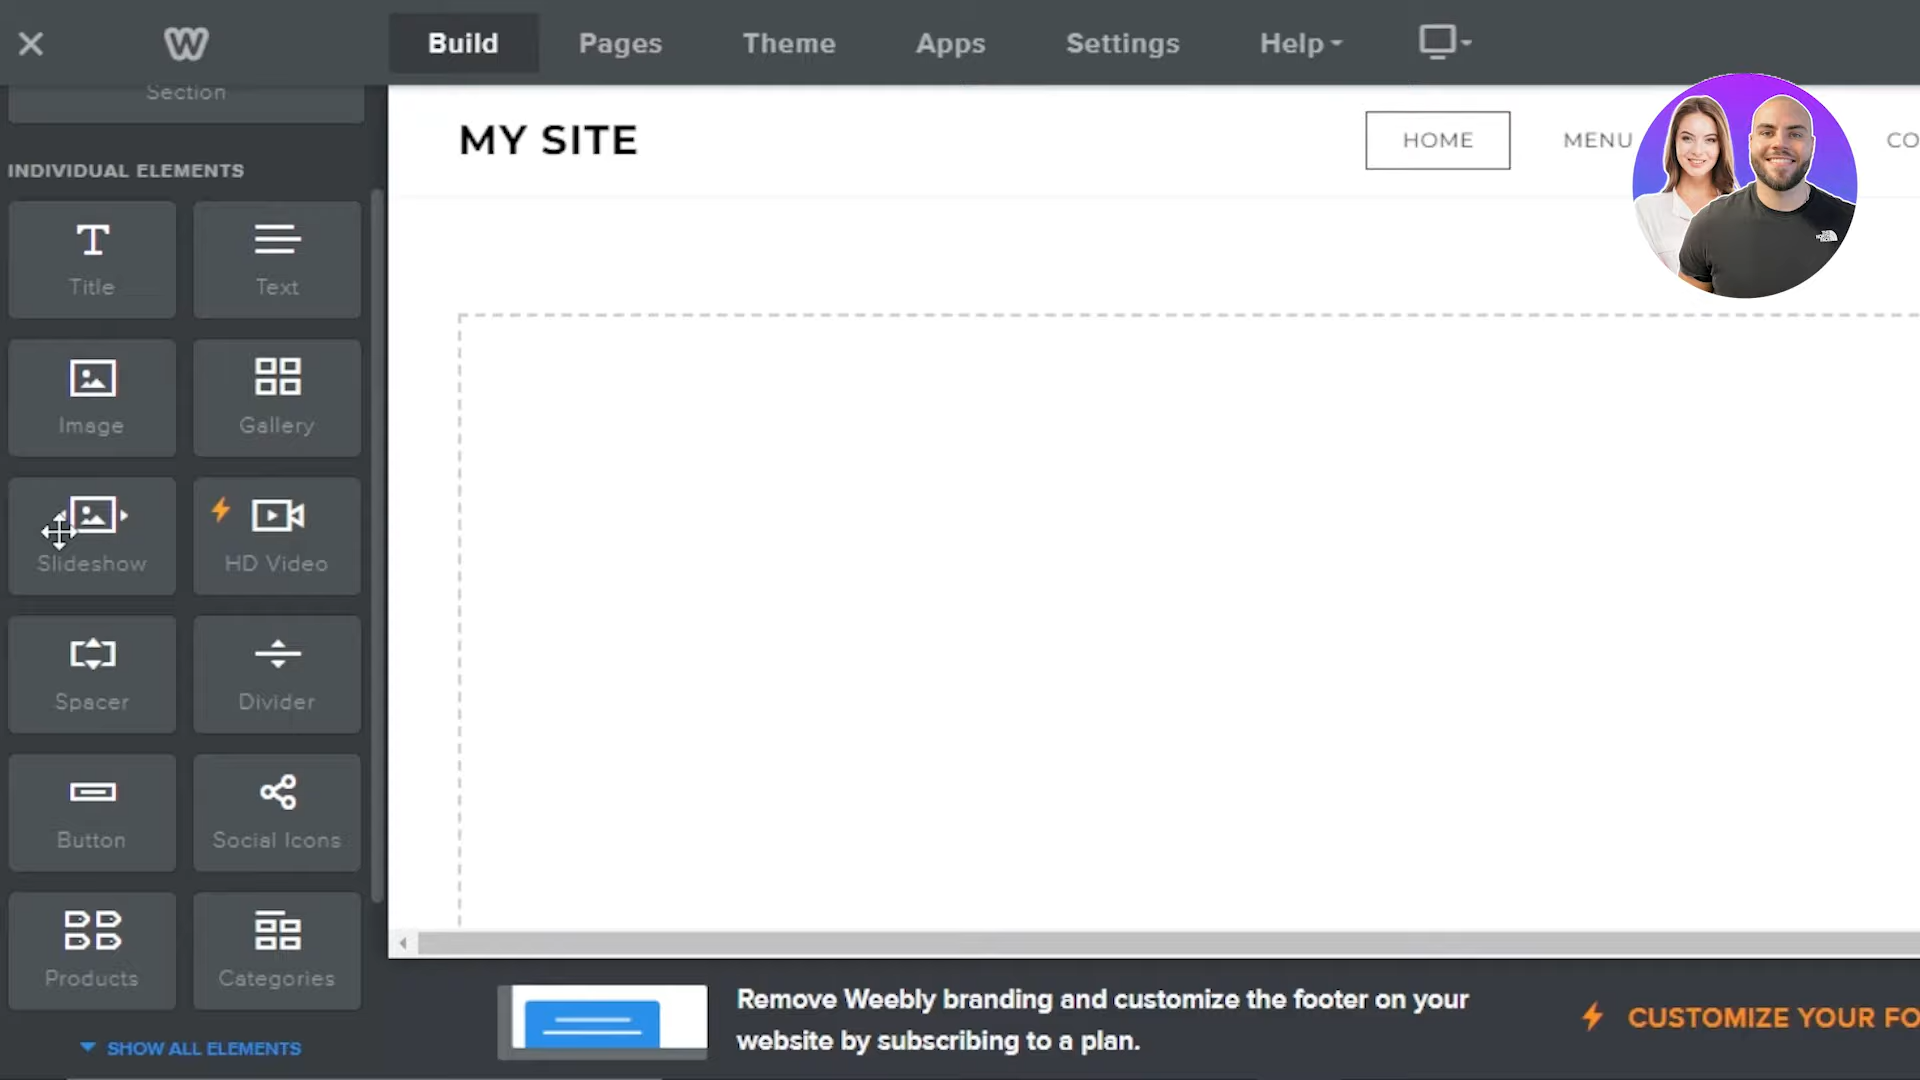 Build
Pages
Theme
Apps
Settings
Help
Section
MY SITE
HOME
MENU
CO
INDIVIDUAL ELEMENTS
Title
Text
Image
Gallery
Slideshow
HD Video
Spacer
Divider
Button
Social Icons
Products
Categories
SHOW ALL ELEMENTS
Remove Weebly branding and customize the footer on your
website by subscribing to a plan.
CUSTOMIZE YOUR FO